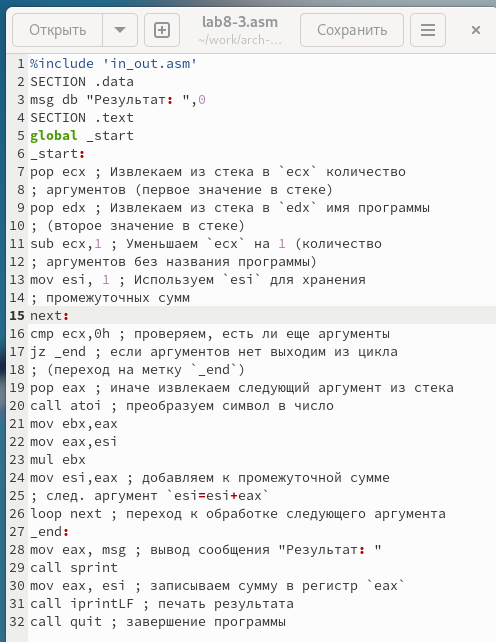 Открыть
lab8-3.asm
~/work/arch-...
Сохранить
1 %include 'in_out.asm'
2 SECTION .data
3 msg db "Результат: ",0
4 SECTION .text
5 global _start
6 _start:
7 pop ecx ; Извлекаем из стека в `ecx` количество
8 ; аргументов (первое значение в стеке)
9 pop edx ; Извлекаем из стека в `edx` имя программы
10 ; (второе значение в стеке)
11 sub ecx,1 ; Уменьшаем `ecx` на 1 (количество
12 ; аргументов без названия программы)
13 mov esi, 1 ; Используем `esi` для хранения
14 ; промежуточных сумм
15 next:
16 cmp ecx,0h ; проверяем, есть ли еще аргументы
17 jz _end ; если аргументов нет выходим из цикла
18 ; (переход на метку `_end`)
19 pop eax ; иначе извлекаем следующий аргумент из стека
20 call atoi ; преобразуем символ в число
21 mov ebx,eax
22 mov eax,esi
23 mul ebx
24 mov esi,eax ; добавляем к промежуточной сумме
25 ; след. аргумент `esi=esi+eax`
26 loop next ; переход к обработке следующего аргумента
27 _end:
28 mov eax, msg ; вывод сообщения "Результат: "
29 call sprint
30 mov eax, esi ; записываем сумму в регистр `eax`
31 call iprintLF ; печать результата
32 call quit ; завершение программы